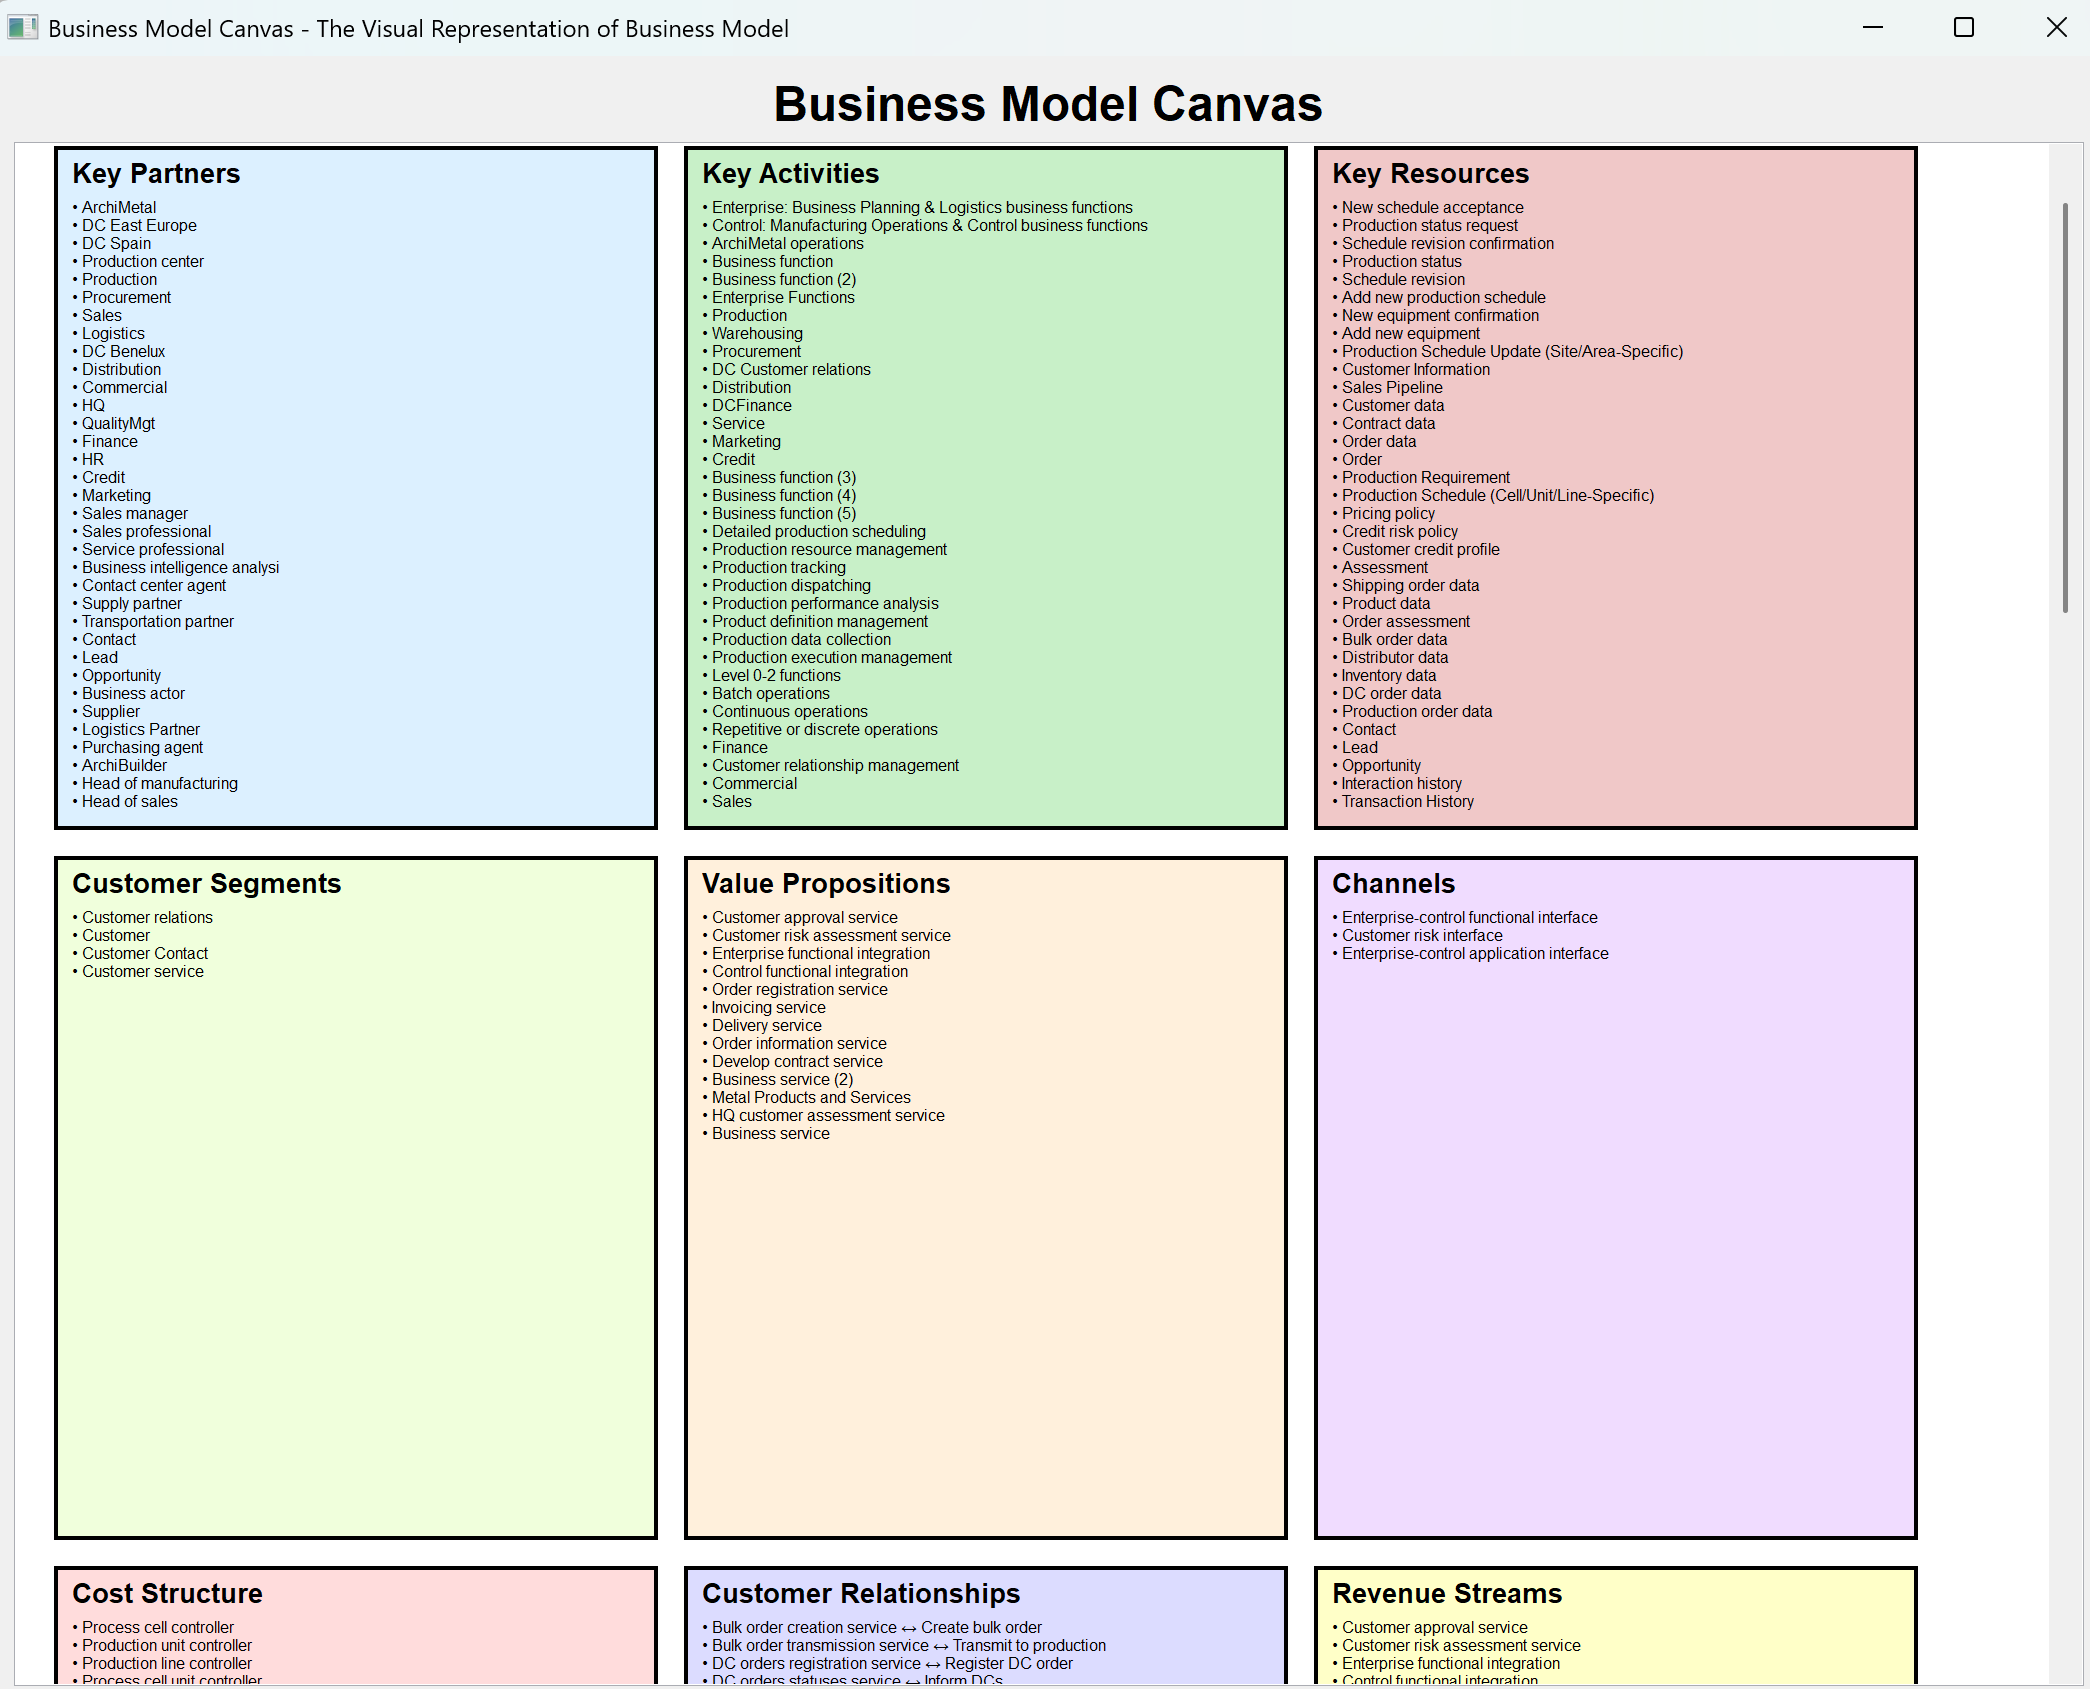 Business Model Canvas - The Visual Representation of Business Model
Business Model Canvas
Key Partners
• ArchiMetal
• DC East Europe
• DC Spain
• Production center
• Production
• Procurement
• Sales
• Logistics
• DC Benelux
• Distribution
• Commercial
• HQ
• QualityMgt
• Finance
• HR
• Credit
• Marketing
• Sales manager
• Sales professional
• Service professional
• Business intelligence analysi
• Contact center agent
• Supply partner
• Transportation partner
• Contact
• Lead
• Opportunity
• Business actor
• Supplier
• Logistics Partner
• Purchasing agent
• ArchiBuilder
• Head of manufacturing
• Head of sales
Key Activities
• Enterprise: Business Planning & Logistics business functions
• Control: Manufacturing Operations & Control business functions
• ArchiMetal operations
• Business function
• Business function (2)
• Enterprise Functions
• Production
• Warehousing
• Procurement
• DC Customer relations
• Distribution
• DCFinance
• Service
• Marketing
• Credit
• Business function (3)
• Business function (4)
• Business function (5)
• Detailed production scheduling
• Production resource management
• Production tracking
• Production dispatching
• Production performance analysis
• Product definition management
• Production data collection
• Production execution management
• Level 0-2 functions
• Batch operations
• Continuous operations
• Repetitive or discrete operations
• Finance
• Customer relationship management
• Commercial
• Sales
Key Resources
• New schedule acceptance
• Production status request
• Schedule revision confirmation
• Production status
• Schedule revision
• Add new production schedule
• New equipment confirmation
• Add new equipment
• Production Schedule Update (Site/Area-Specific)
• Customer Information
• Sales Pipeline
• Customer data
• Contract data
• Order data
• Order
• Production Requirement
• Production Schedule (Cell/Unit/Line-Specific)
• Pricing policy
• Credit risk policy
• Customer credit profile
• Assessment
• Shipping order data
• Product data
• Order assessment
• Bulk order data
• Distributor data
• Inventory data
• DC order data
• Production order data
• Contact
• Lead
• Opportunity
• Interaction history
• Transaction History
Customer Segments
• Customer relations
• Customer
• Customer Contact
• Customer service
Value Propositions
• Customer approval service
• Customer risk assessment service
• Enterprise functional integration
• Control functional integration
• Order registration service
• Invoicing service
• Delivery service
• Order information service
• Develop contract service
• Business service (2)
• Metal Products and Services
• HQ customer assessment service
• Business service
Channels
• Enterprise-control functional interface
• Customer risk interface
• Enterprise-control application interface
Cost Structure
• Process cell controller
• Production unit controller
• Production line controller
• Process cell unit controller
Customer Relationships
• Bulk order creation service ↔ Create bulk order
• Bulk order transmission service ↔ Transmit to production
• DC orders registration service ↔ Register DC order
• DC orders statuses service ↔ Inform DCs
Revenue Streams
• Customer approval service
• Customer risk assessment service
• Enterprise functional integration
• Control functional integration